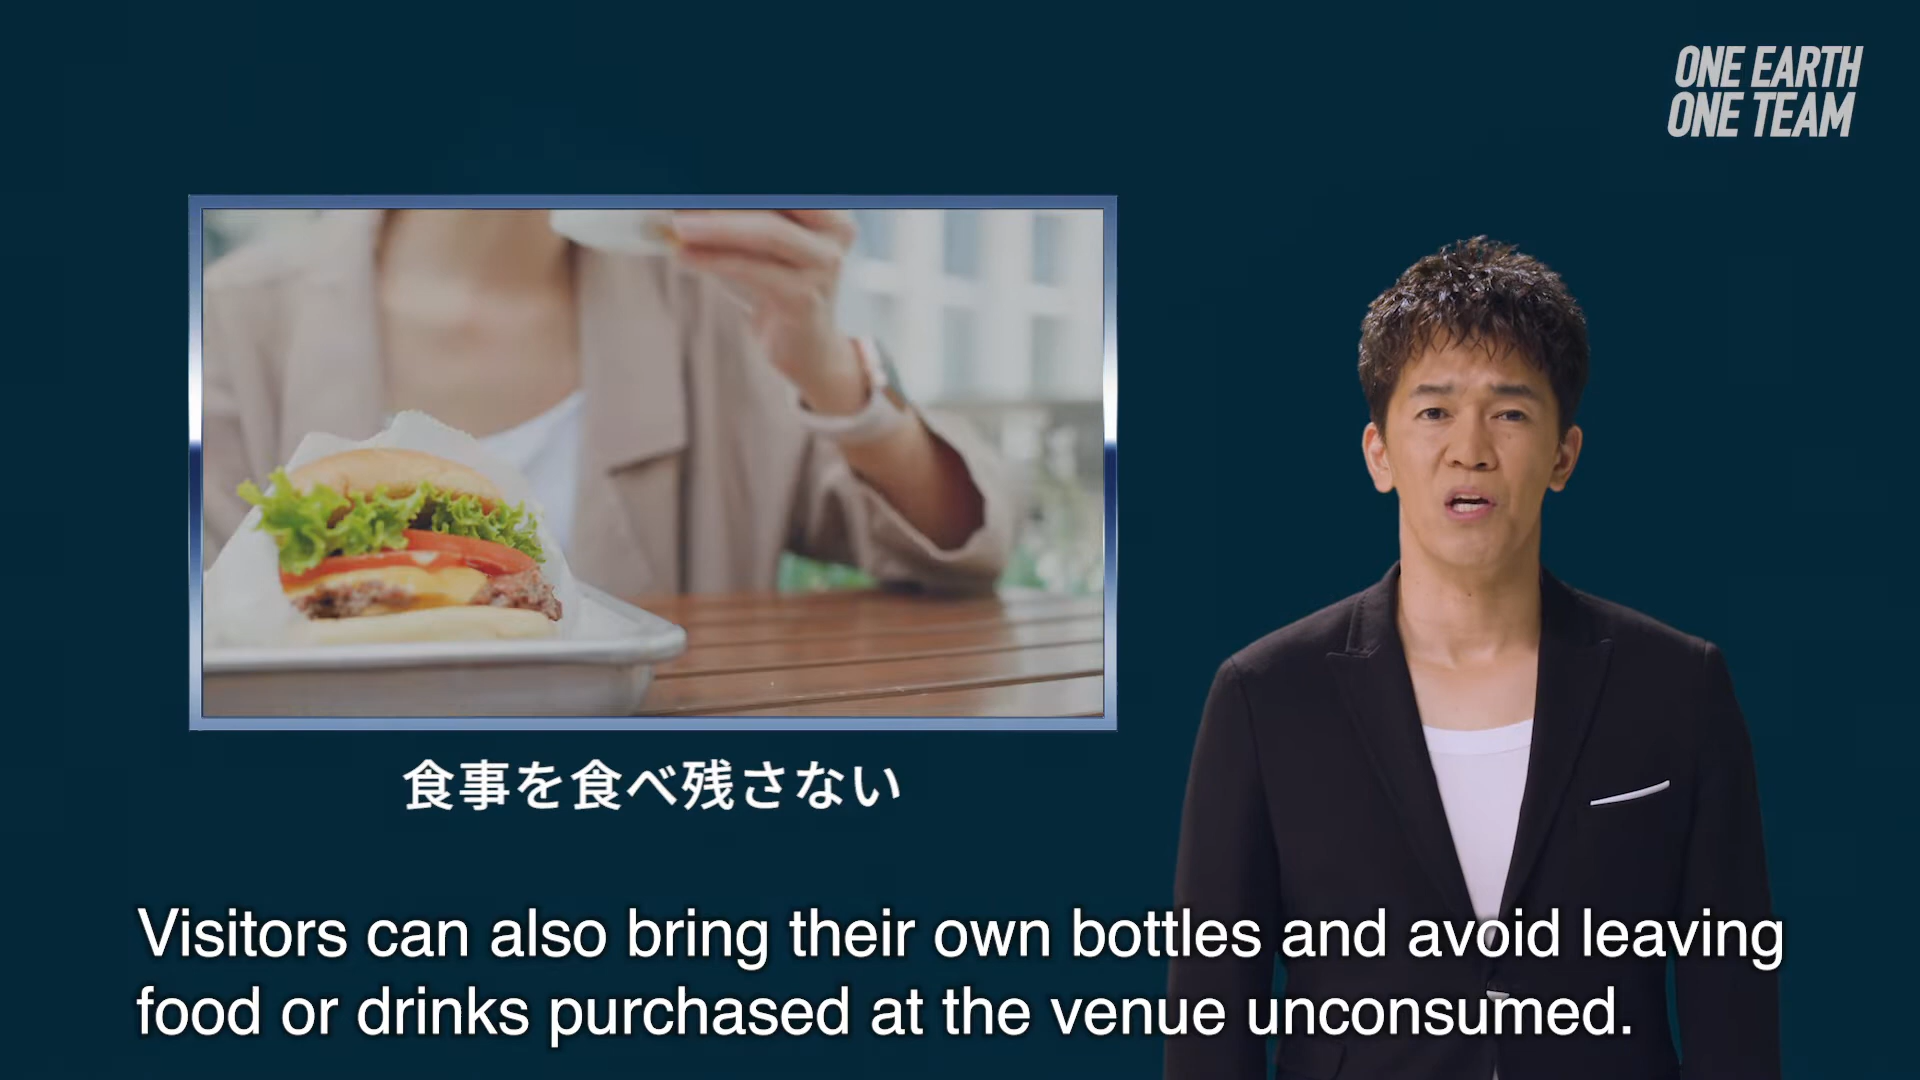 ONE EARTH
ONE TEAM
食事を食べ残さない
Visitors can also bring their own bottles and avoid leaving
food or drinks purchased at the venue unconsumed.